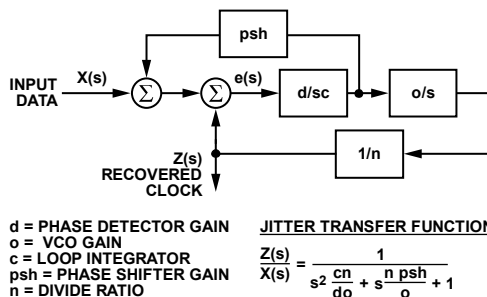 psh
X(s)
e(s)
INPUT
DATA
Σ
Σ
d/sc
o/s
Z(s)
RECOVERED
CLOCK
1/n
d = PHASE DETECTOR GAIN
o = VCO GAIN
c = LOOP INTEGRATOR
psh = PHASE SHIFTER GAIN
n = DIVIDE RATIO
JITTER TRANSFER FUNCTION
Z(s)/X(s) = 1/(s² cn/do + s n psh/o + 1)